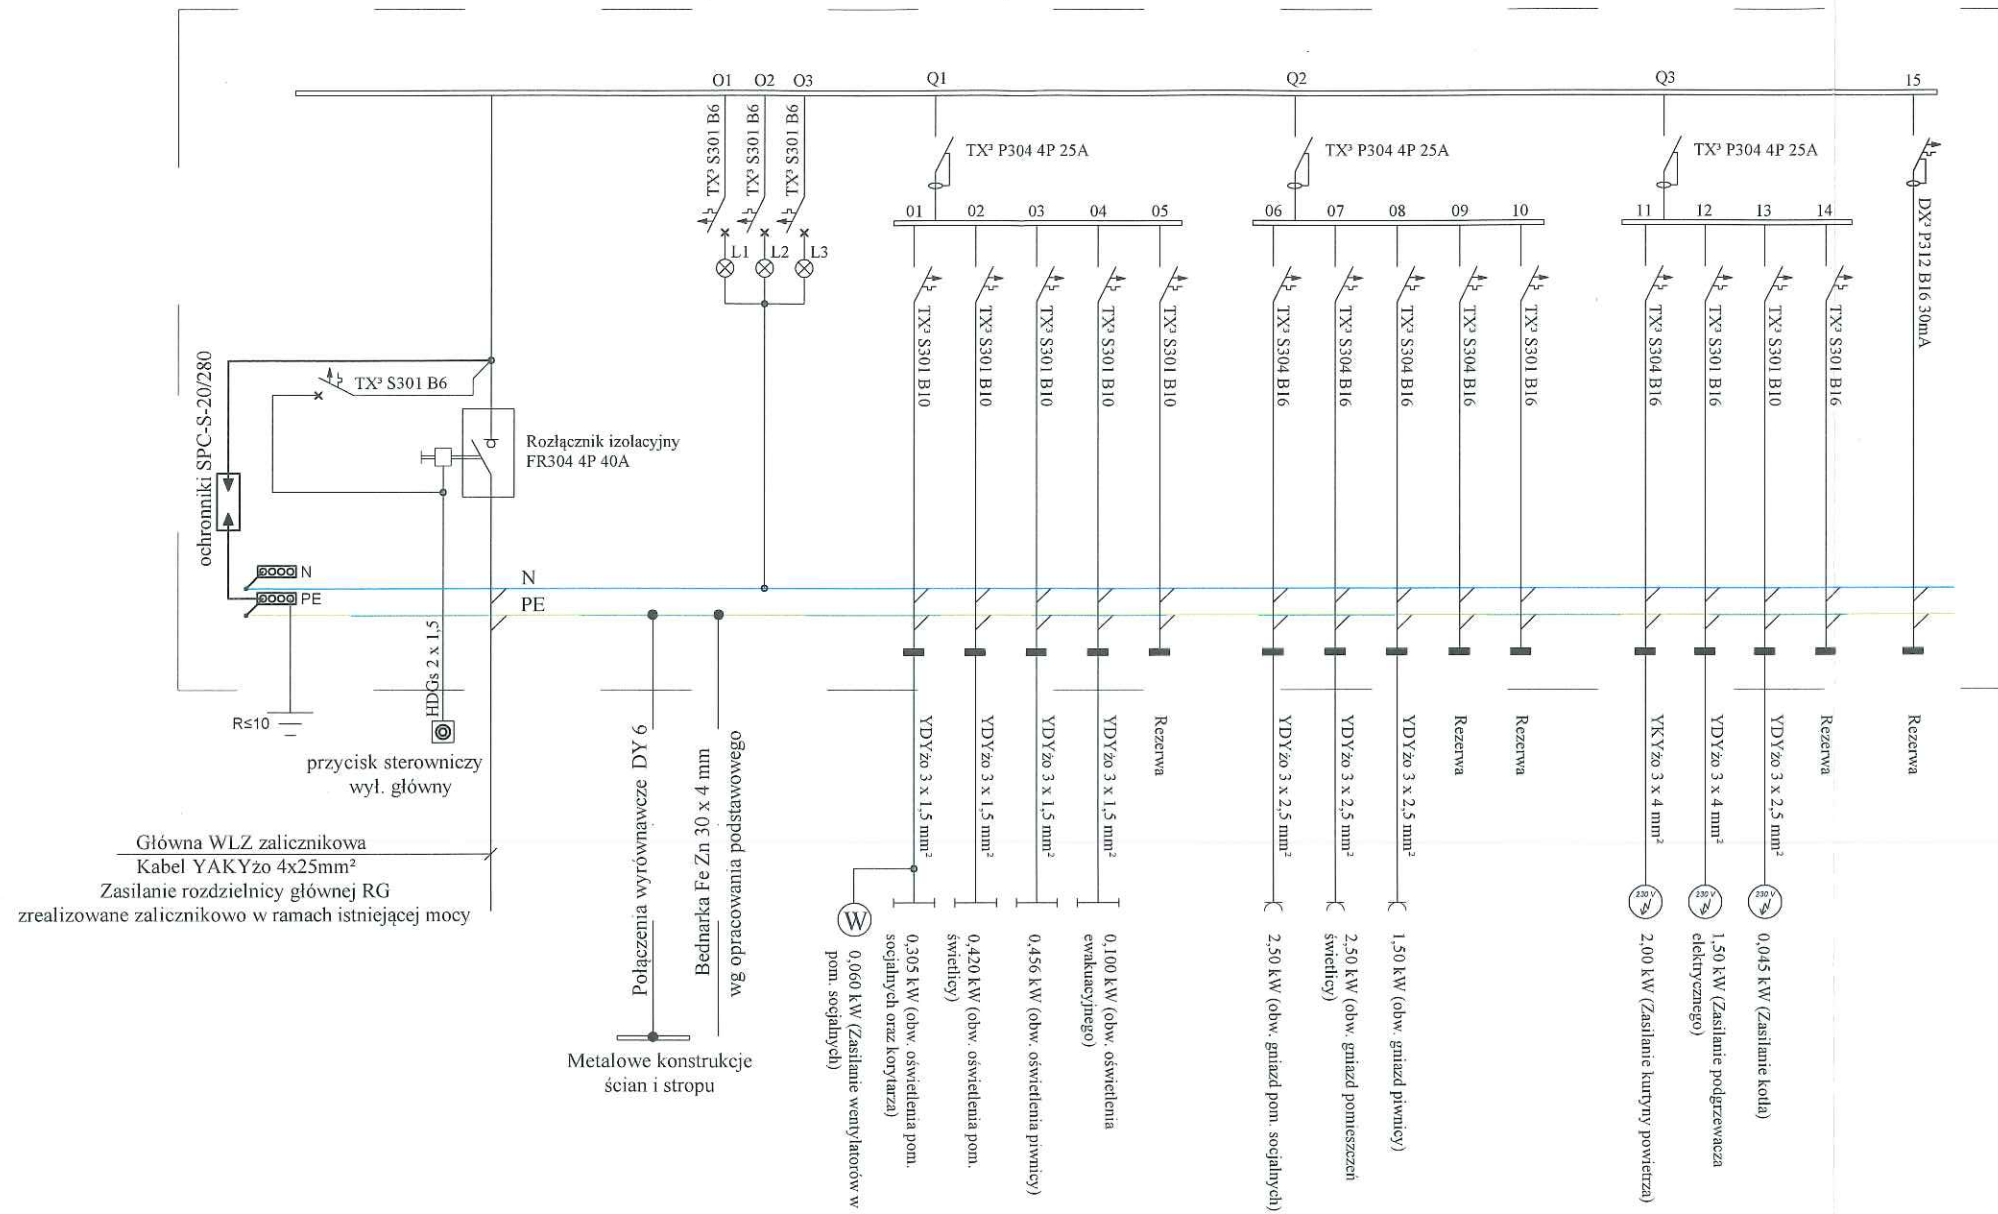 O1 O2 O3 Q1 Q2 Q3 15
TX³ S301 B6
TX³ S301 B6
TX³ S301 B6
L1 L2 L3
TX³ P304 4P 25A
TX³ P304 4P 25A
TX³ P304 4P 25A
DX³ P312 B16 30mA
01 02 03 04 05
06 07 08 09 10
11 12 13 14
TX³ S301 B10
TX³ S301 B10
TX³ S301 B10
TX³ S301 B10
TX³ S301 B10
TX³ S304 B16
TX³ S304 B16
TX³ S304 B16
TX³ S304 B16
TX³ S301 B16
TX³ S304 B16
TX³ S301 B16
TX³ S301 B10
TX³ S301 B16
ochronniki SPC-S-20/280
TX³ S301 B6
Rozłącznik izolacyjny
FR304 4P 40A
N
PE
N
PE
HDGs 2 x 1,5
R≤10
przycisk sterowniczy
wył. główny
Główna WLZ zalicznikowa
Kabel YAKYżo 4x25mm²
Zasilanie rozdzielnicy głównej RG
zrealizowane zalicznikowo w ramach istniejącej mocy
Połączenia wyrównawcze DY 6
Bednarka Fe Zn 30 x 4 mm
wg opracowania podstawowego
Metalowe konstrukcje
ścian i stropu
YDYżo 3 x 1,5 mm²
YDYżo 3 x 1,5 mm²
YDYżo 3 x 1,5 mm²
YDYżo 3 x 1,5 mm²
Rezerwa
YDYżo 3 x 2,5 mm²
YDYżo 3 x 2,5 mm²
YDYżo 3 x 2,5 mm²
Rezerwa
Rezerwa
YKYżo 3 x 4 mm²
YDYżo 3 x 4 mm²
YDYżo 3 x 2,5 mm²
Rezerwa
Rezerwa
W
230 V
230 V
230 V
0,060 kW (Zasilanie wentylatorów w
pom. socjalnych)
0,305 kW (obw. oświetlenia pom.
socjalnych oraz korytarza)
0,420 kW (obw. oświetlenia pom.
świetlicy)
0,456 kW (obw. oświetlenia piwnicy)
0,100 kW (obw. oświetlenia
ewakuacyjnego)
2,50 kW (obw. gniazd pom. socjalnych)
2,50 kW (obw. gniazd pomieszczeń
świetlicy)
1,50 kW (obw. gniazd piwnicy)
2,00 kW (Zasilanie kurtyny powietrza)
1,50 kW (Zasilanie podgrzewacza
elektrycznego)
0,045 kW (Zasilanie kotła)